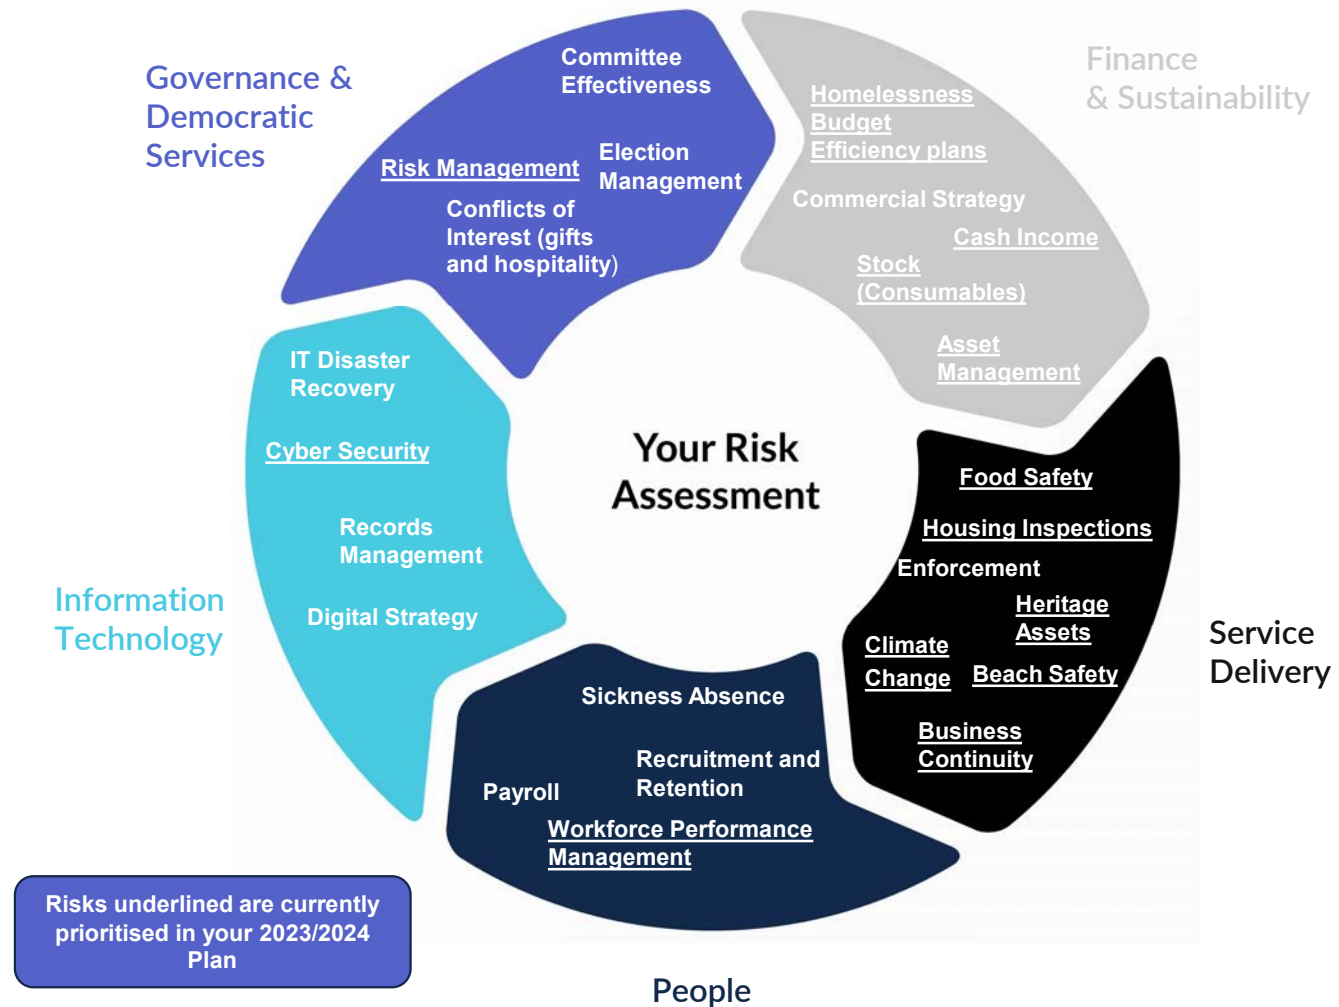 Governance &
Democratic
Services
Committee
Effectiveness
Risk Management
Election
Management
Conflicts of
Interest (gifts
and hospitality)
Finance
& Sustainability
Homelessness
Budget
Efficiency plans
Commercial Strategy
Cash Income
Stock
(Consumables)
Asset
Management
IT Disaster
Recovery
Cyber Security
Records
Management
Digital Strategy
Information
Technology
Your Risk
Assessment
Food Safety
Housing Inspections
Enforcement
Heritage
Assets
Climate
Change
Beach Safety
Business
Continuity
Service
Delivery
Sickness Absence
Recruitment and
Retention
Payroll
Workforce Performance
Management
People
Risks underlined are currently
prioritised in your 2023/2024
Plan